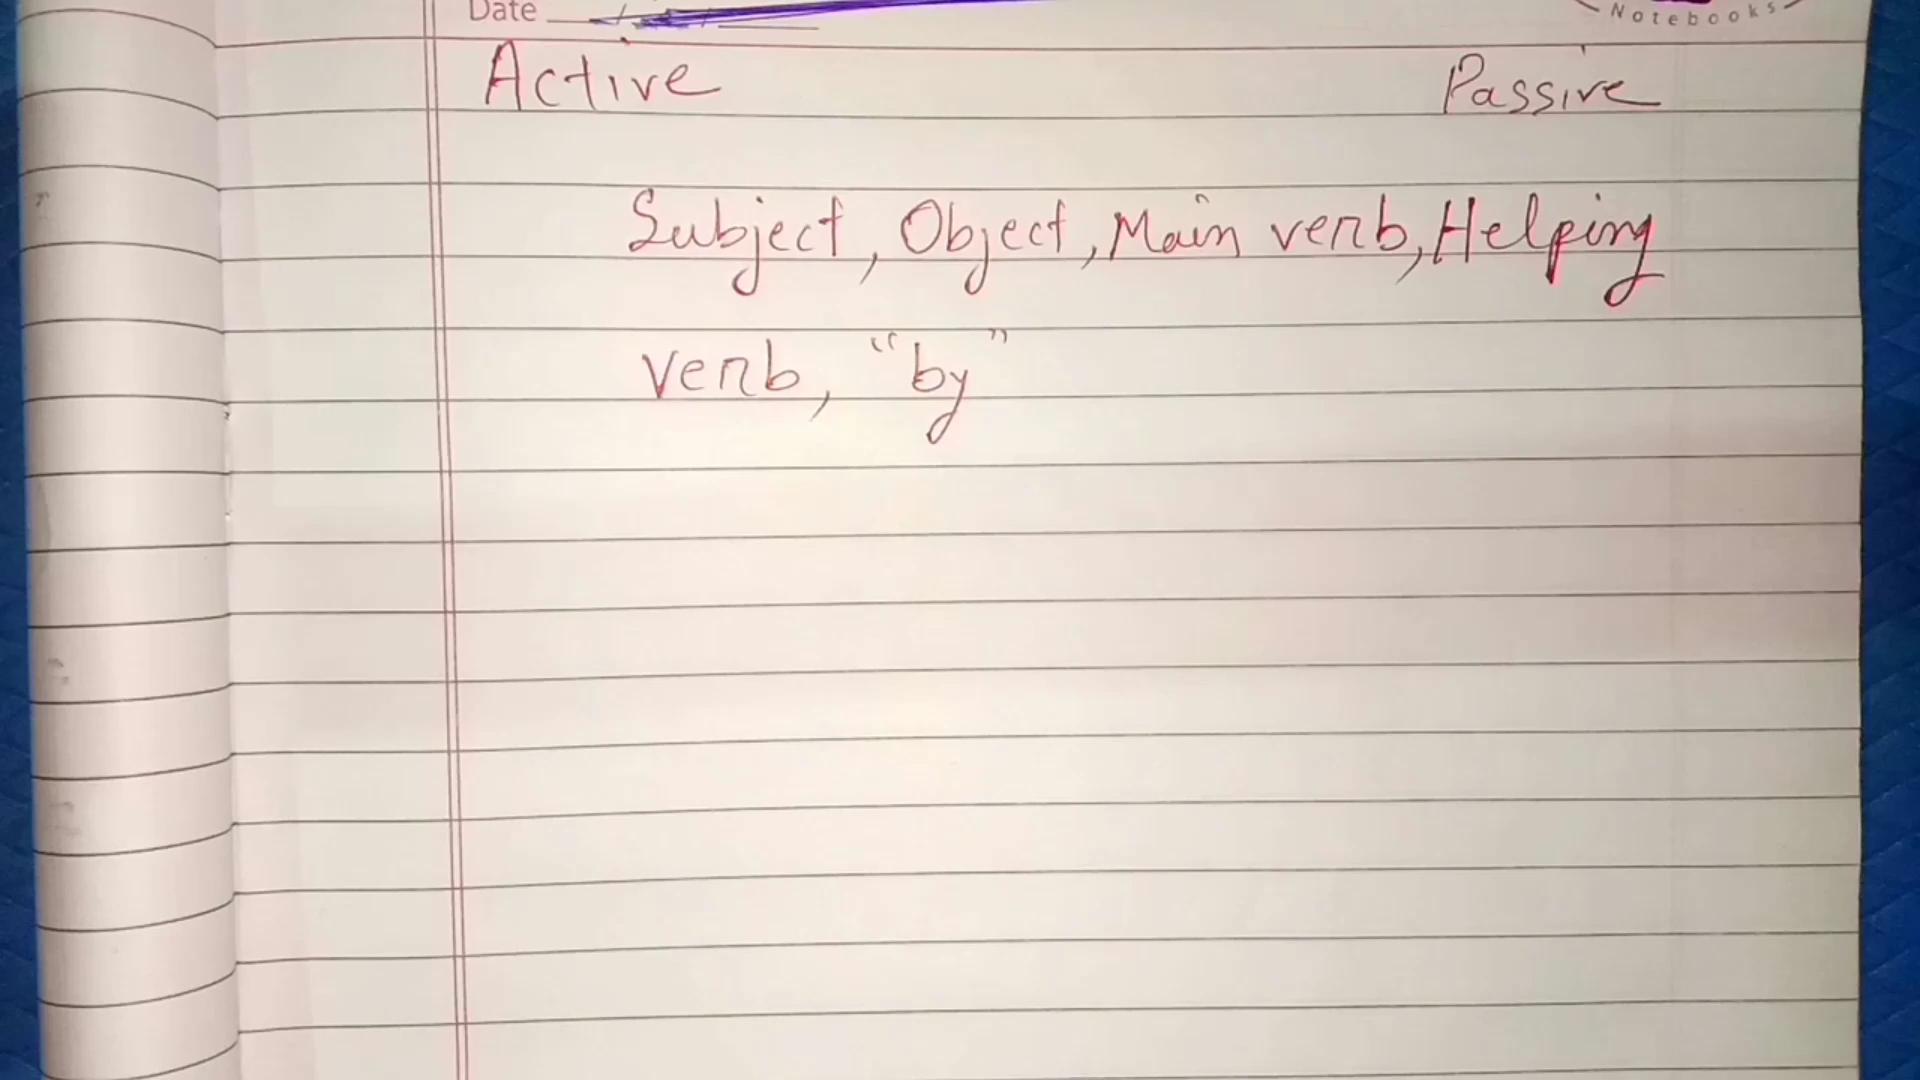 Date
Notebooks
Active Passive
Subject, Object, Main verb, Helping
verb, "by"